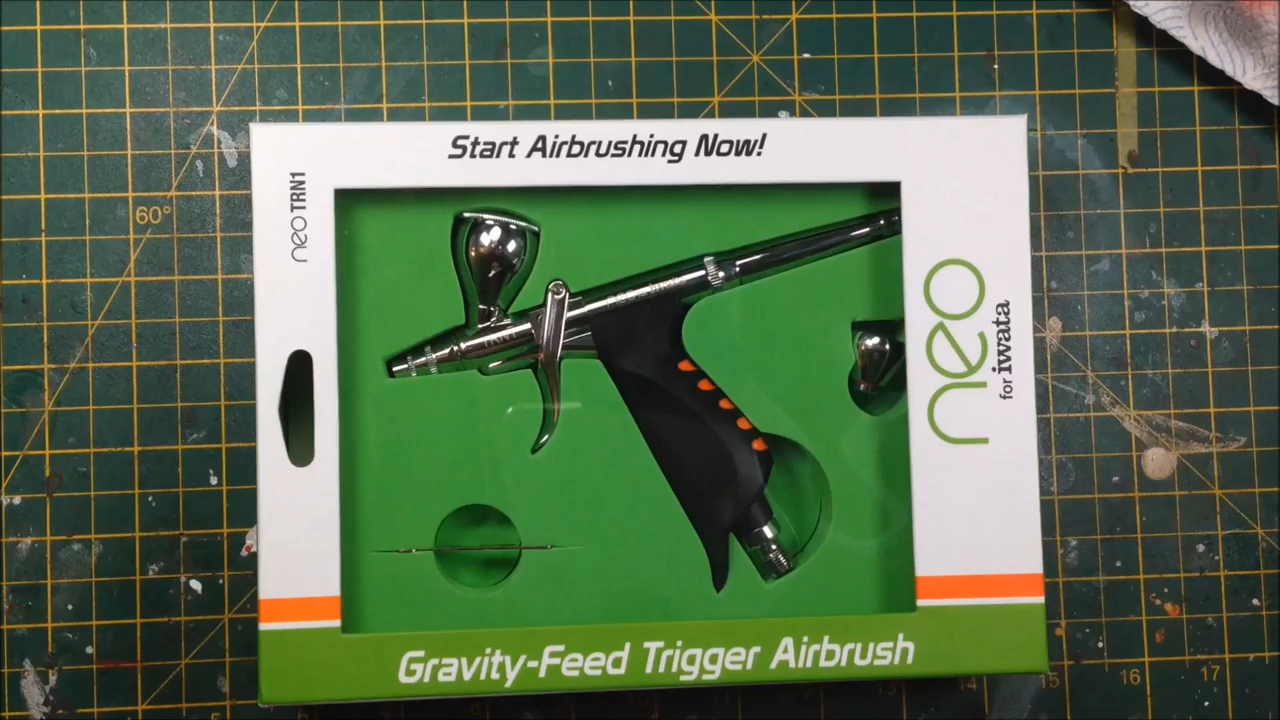 Start Airbrushing Now!
neo TRN1
60°
neo
for iwata
Gravity-Feed Trigger Airbrush
14
15
16
17